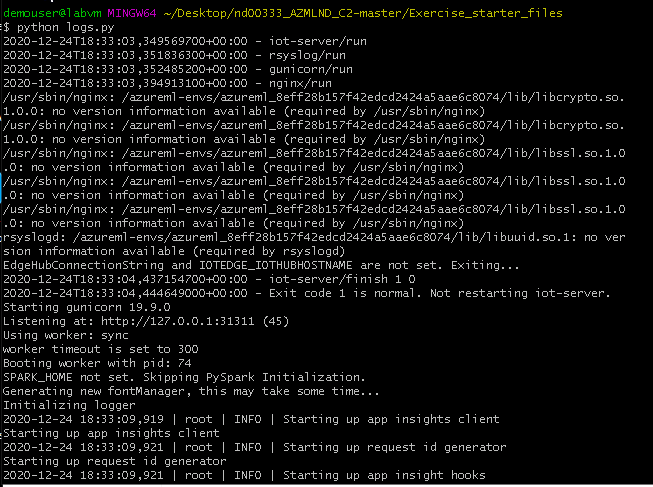 demouser@labvm MINGW64 ~/Desktop/nd00333_AZMLND_C2-master/Exercise_starter_files
$ python logs.py
2020-12-24T18:33:03,349569700+00:00 - iot-server/run
2020-12-24T18:33:03,351836300+00:00 - rsyslog/run
2020-12-24T18:33:03,352485200+00:00 - gunicorn/run
2020-12-24T18:33:03,394913100+00:00 - nginx/run
/usr/sbin/nginx: /azureml-envs/azureml_8eff28b157f42edcd2424a5aae6c8074/lib/libcrypto.so.
1.0.0: no version information available (required by /usr/sbin/nginx)
/usr/sbin/nginx: /azureml-envs/azureml_8eff28b157f42edcd2424a5aae6c8074/lib/libcrypto.so.
1.0.0: no version information available (required by /usr/sbin/nginx)
/usr/sbin/nginx: /azureml-envs/azureml_8eff28b157f42edcd2424a5aae6c8074/lib/libssl.so.1.0
.0: no version information available (required by /usr/sbin/nginx)
/usr/sbin/nginx: /azureml-envs/azureml_8eff28b157f42edcd2424a5aae6c8074/lib/libssl.so.1.0
.0: no version information available (required by /usr/sbin/nginx)
/usr/sbin/nginx: /azureml-envs/azureml_8eff28b157f42edcd2424a5aae6c8074/lib/libssl.so.1.0
.0: no version information available (required by /usr/sbin/nginx)
rsyslogd: /azureml-envs/azureml_8eff28b157f42edcd2424a5aae6c8074/lib/libuuid.so.1: no ver
sion information available (required by rsyslogd)
EdgeHubConnectionString and IOTEDGE_IOTHUBHOSTNAME are not set. Exiting...
2020-12-24T18:33:04,437154700+00:00 - iot-server/finish 1 0
2020-12-24T18:33:04,444649000+00:00 - Exit code 1 is normal. Not restarting iot-server.
Starting gunicorn 19.9.0
Listening at: http://127.0.0.1:31311 (45)
Using worker: sync
worker timeout is set to 300
Booting worker with pid: 74
SPARK_HOME not set. Skipping PySpark Initialization.
Generating new fontManager, this may take some time...
Initializing logger
2020-12-24 18:33:09,919 | root | INFO | Starting up app insights client
Starting up app insights client
2020-12-24 18:33:09,921 | root | INFO | Starting up request id generator
Starting up request id generator
2020-12-24 18:33:09,921 | root | INFO | Starting up app insight hooks